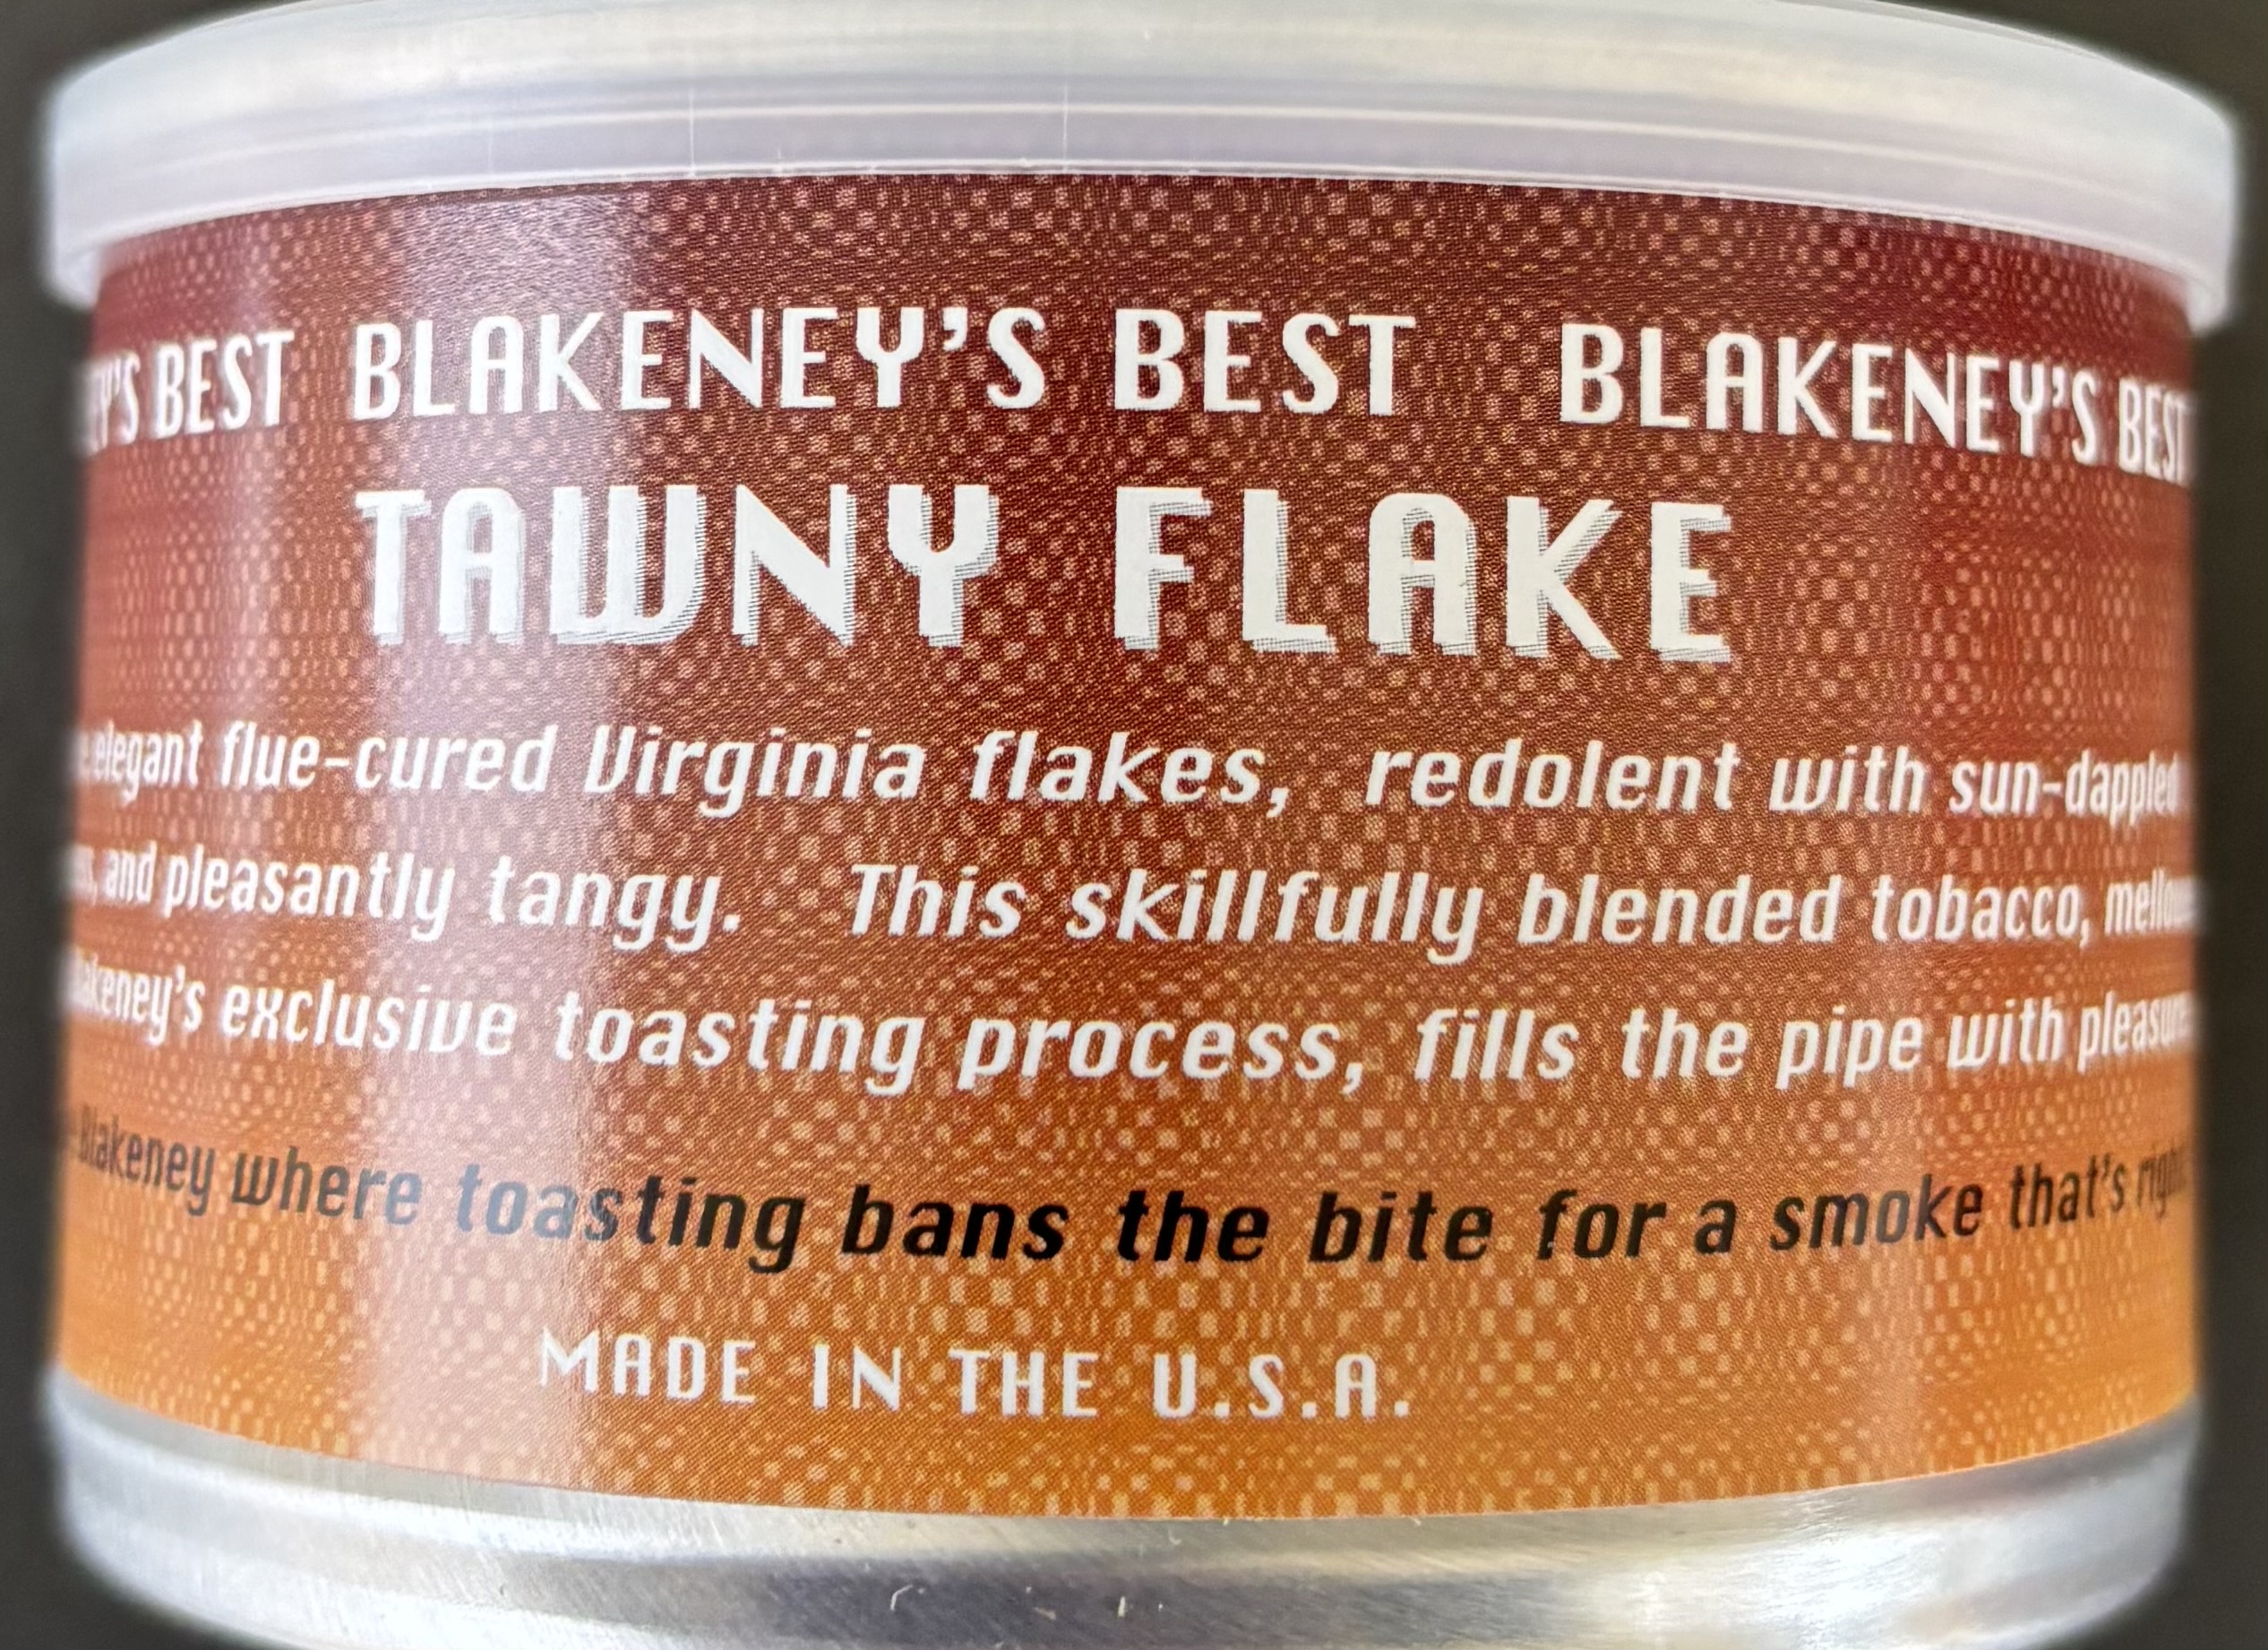 BEST BLAKENEY'S BEST BLAKENEY'S BEST
TAWNY FLAKE
elegant flue-cured Virginia flakes, redolent with sun-dappled
and pleasantly tangy. This skillfully blended tobacco,
Blakeney's exclusive toasting process, fills the pipe with
Blakeney where toasting bans the bite for a smoke that's
MADE IN THE U.S.A.